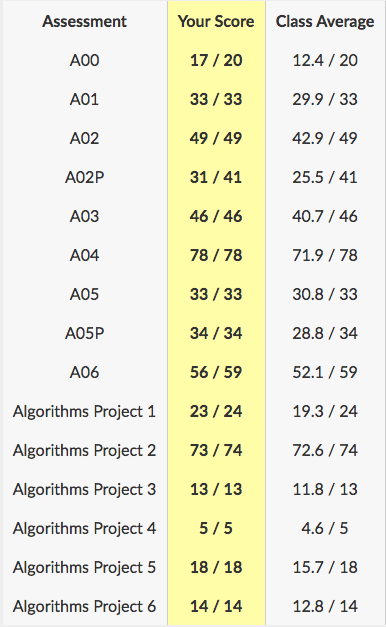 Assessment Your Score Class Average
A00 17 / 20 12.4 / 20
A01 33 / 33 29.9 / 33
A02 49 / 49 42.9 / 49
A02P 31 / 41 25.5 / 41
A03 46 / 46 40.7 / 46
A04 78 / 78 71.9 / 78
A05 33 / 33 30.8 / 33
A05P 34 / 34 28.8 / 34
A06 56 / 59 52.1 / 59
Algorithms Project 1 23 / 24 19.3 / 24
Algorithms Project 2 73 / 74 72.6 / 74
Algorithms Project 3 13 / 13 11.8 / 13
Algorithms Project 4 5 / 5 4.6 / 5
Algorithms Project 5 18 / 18 15.7 / 18
Algorithms Project 6 14 / 14 12.8 / 14